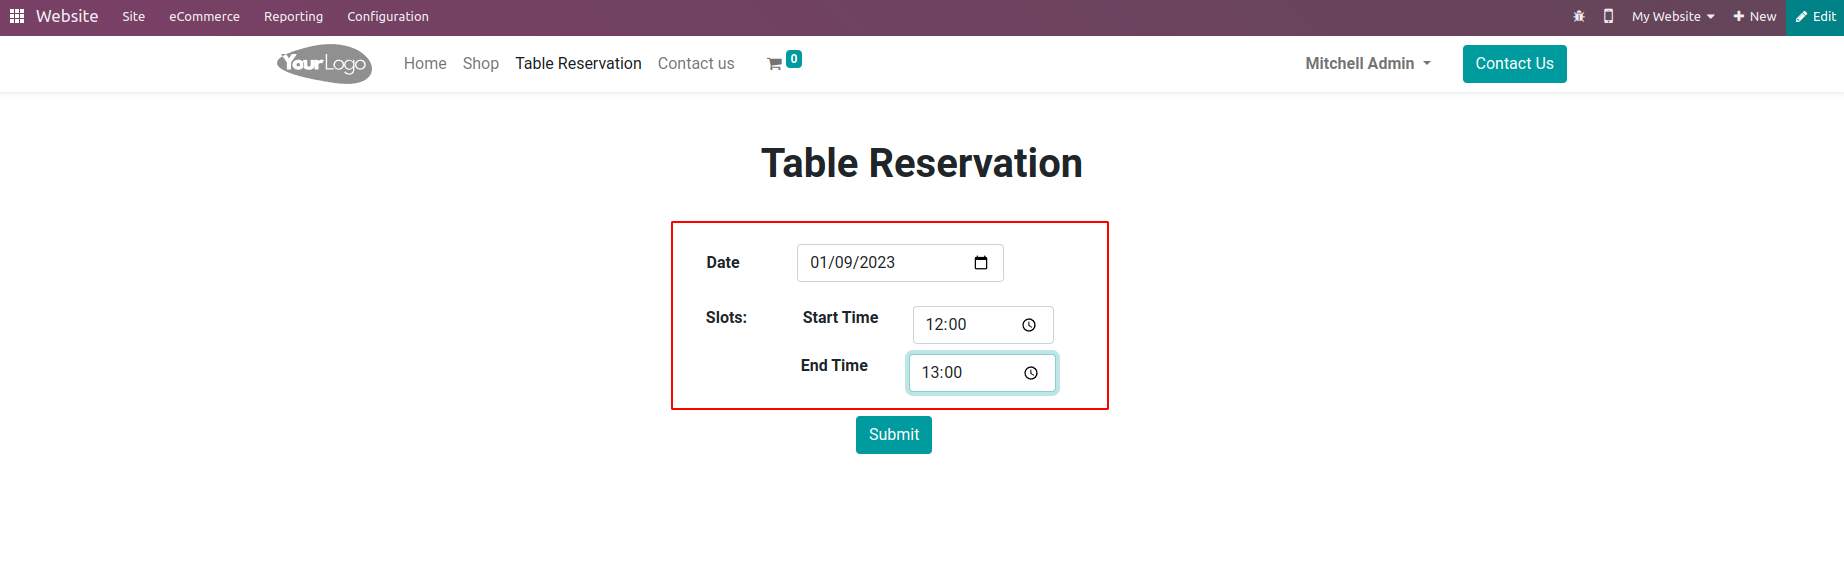 Website Site eCommerce Reporting Configuration My Website New Edit
YourLogo Home Shop Table Reservation Contact us 0 Mitchell Admin Contact Us
Table Reservation
Date 01/09/2023
Slots: Start Time 12:00
End Time 13:00
Submit